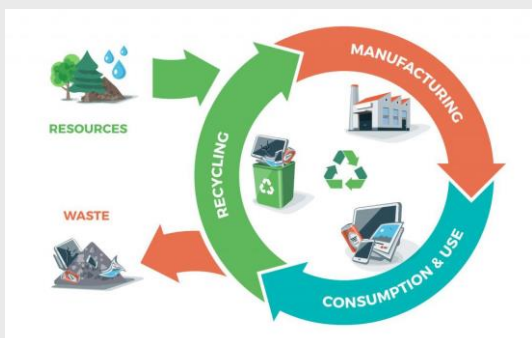 RESOURCES
MANUFACTURING
RECYCLING
WASTE
CONSUMPTION & USE